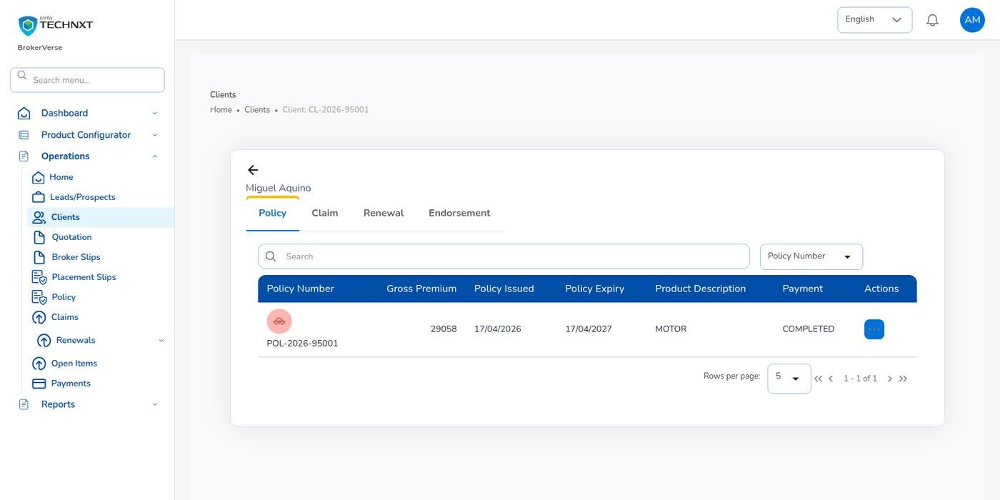 iorta
TECHNXT
BrokerVerse
Search menu...
Dashboard
Product Configurator
Operations
Home
Leads/Prospects
Clients
Quotation
Broker Slips
Placement Slips
Policy
Claims
Renewals
Open Items
Payments
Reports
English
AM
Clients
Home • Clients • Client: CL-2026-95001
Miguel Aquino
Policy Claim Renewal Endorsement
Search Policy Number
Policy Number Gross Premium Policy Issued Policy Expiry Product Description Payment Actions
29058 17/04/2026 17/04/2027 MOTOR COMPLETED
POL-2026-95001
Rows per page: 5 1 - 1 of 1